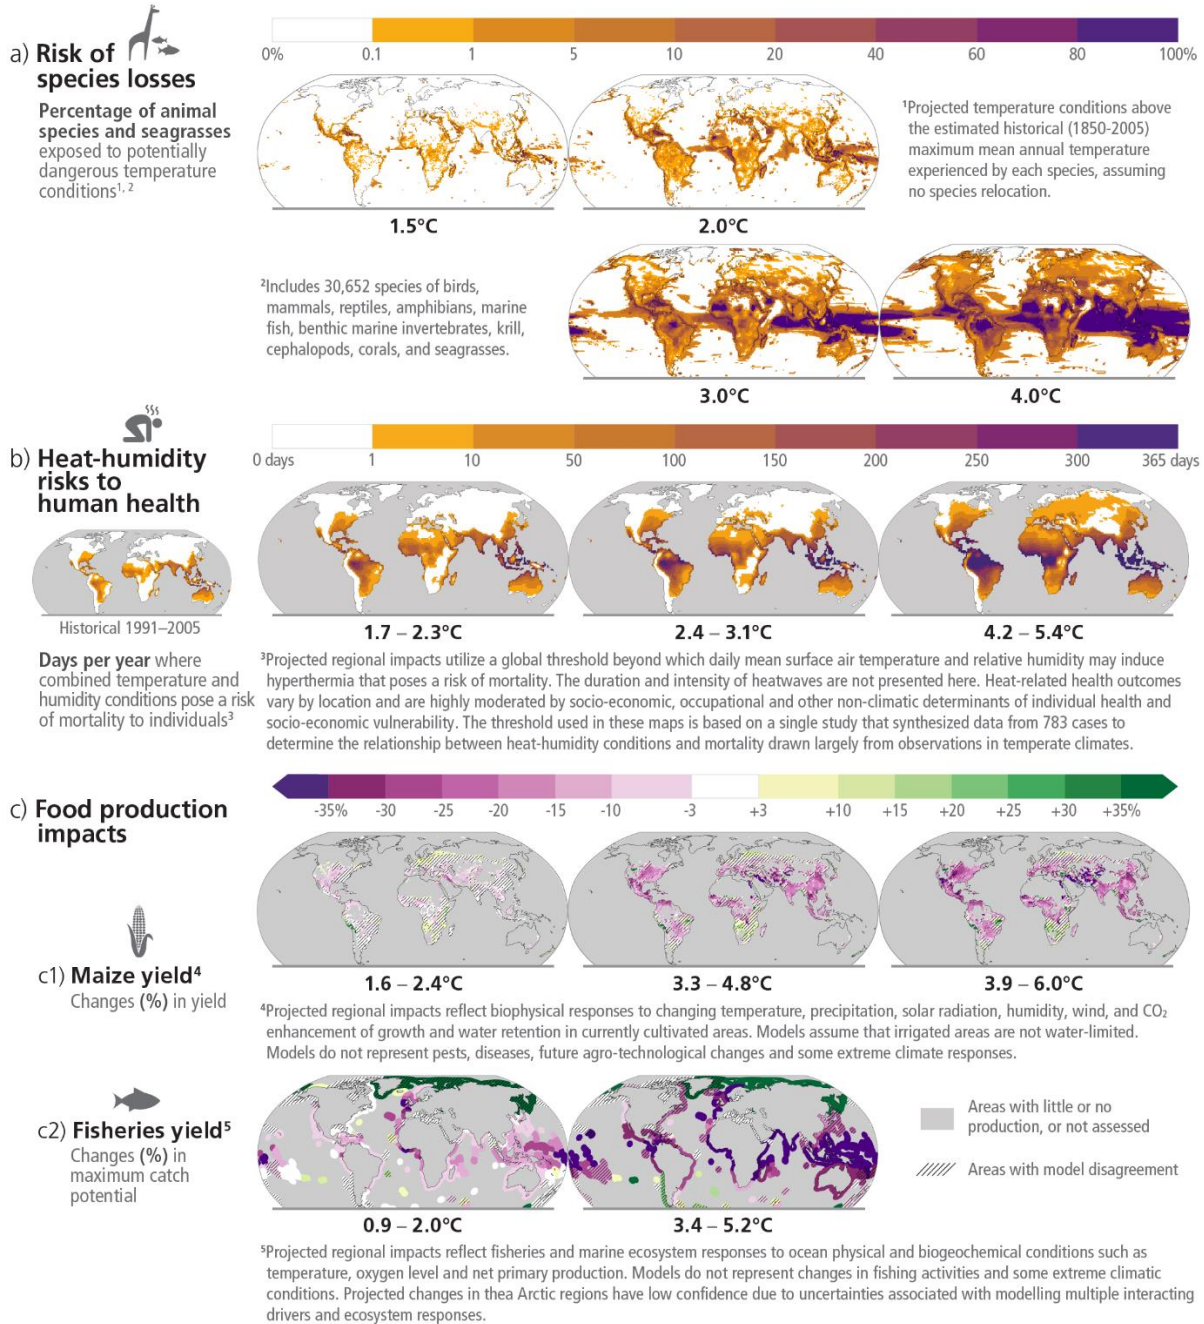 a) Risk of
species losses
Percentage of animal
species and seagrasses
exposed to potentially
dangerous temperature
conditions1, 2
0% 0.1 1 5 10 20 40 60 80 100%
1.5°C
2.0°C
1Projected temperature conditions above
the estimated historical (1850-2005)
maximum mean annual temperature
experienced by each species, assuming
no species relocation.
2Includes 30,652 species of birds,
mammals, reptiles, amphibians, marine
fish, benthic marine invertebrates, krill,
cephalopods, corals, and seagrasses.
3.0°C
4.0°C
b) Heat-humidity
risks to
human health
0 days 1 10 50 100 150 200 250 300 365 days
Historical 1991–2005
Days per year where
combined temperature and
humidity conditions pose a risk
of mortality to individuals3
1.7 – 2.3°C
2.4 – 3.1°C
4.2 – 5.4°C
3Projected regional impacts utilize a global threshold beyond which daily mean surface air temperature and relative humidity may induce
hyperthermia that poses a risk of mortality. The duration and intensity of heatwaves are not presented here. Heat-related health outcomes
vary by location and are highly moderated by socio-economic, occupational and other non-climatic determinants of individual health and
socio-economic vulnerability. The threshold used in these maps is based on a single study that synthesized data from 783 cases to
determine the relationship between heat-humidity conditions and mortality drawn largely from observations in temperate climates.
c) Food production
impacts
-35% -30 -25 -20 -15 -10 -3 +3 +10 +15 +20 +25 +30 +35%
c1) Maize yield4
Changes (%) in yield
1.6 – 2.4°C
3.3 – 4.8°C
3.9 – 6.0°C
4Projected regional impacts reflect biophysical responses to changing temperature, precipitation, solar radiation, humidity, wind, and CO2
enhancement of growth and water retention in currently cultivated areas. Models assume that irrigated areas are not water-limited.
Models do not represent pests, diseases, future agro-technological changes and some extreme climate responses.
c2) Fisheries yield5
Changes (%) in
maximum catch
potential
0.9 – 2.0°C
3.4 – 5.2°C
Areas with little or no
production, or not assessed
Areas with model disagreement
5Projected regional impacts reflect fisheries and marine ecosystem responses to ocean physical and biogeochemical conditions such as
temperature, oxygen level and net primary production. Models do not represent changes in fishing activities and some extreme climatic
conditions. Projected changes in thea Arctic regions have low confidence due to uncertainties associated with modelling multiple interacting
drivers and ecosystem responses.